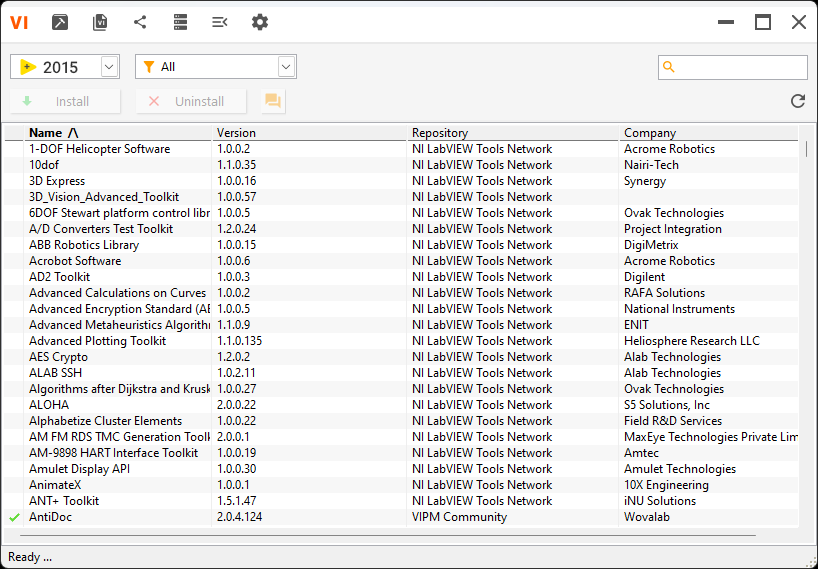 VI
2015 All
Install Uninstall
Name /\ Version Repository Company
1-DOF Helicopter Software 1.0.0.2 NI LabVIEW Tools Network Acrome Robotics
10dof 1.1.0.35 NI LabVIEW Tools Network Nairi-Tech
3D Express 1.0.0.16 NI LabVIEW Tools Network Synergy
3D_Vision_Advanced_Toolkit 1.0.0.57 NI LabVIEW Tools Network
6DOF Stewart platform control libr 1.0.0.5 NI LabVIEW Tools Network Ovak Technologies
A/D Converters Test Toolkit 1.2.0.24 NI LabVIEW Tools Network Project Integration
ABB Robotics Library 1.0.0.15 NI LabVIEW Tools Network DigiMetrix
Acrobot Software 1.0.0.6 NI LabVIEW Tools Network Acrome Robotics
AD2 Toolkit 1.0.0.3 NI LabVIEW Tools Network Digilent
Advanced Calculations on Curves 1.0.0.2 NI LabVIEW Tools Network RAFA Solutions
Advanced Encryption Standard (AE 1.0.0.5 NI LabVIEW Tools Network National Instruments
Advanced Metaheuristics Algorithm 1.1.0.9 NI LabVIEW Tools Network ENIT
Advanced Plotting Toolkit 1.1.0.135 NI LabVIEW Tools Network Heliosphere Research LLC
AES Crypto 1.2.0.2 NI LabVIEW Tools Network Alab Technologies
ALAB SSH 1.0.2.11 NI LabVIEW Tools Network Alab Technologies
Algorithms after Dijkstra and Krusk 1.0.0.27 NI LabVIEW Tools Network Ovak Technologies
ALOHA 2.0.0.22 NI LabVIEW Tools Network S5 Solutions, Inc
Alphabetize Cluster Elements 1.0.0.22 NI LabVIEW Tools Network Field R&D Services
AM FM RDS TMC Generation Toolk 2.0.0.1 NI LabVIEW Tools Network MaxEye Technologies Private Lim
AM-9898 HART Interface Toolkit 1.0.0.19 NI LabVIEW Tools Network Amtec
Amulet Display API 1.0.0.30 NI LabVIEW Tools Network Amulet Technologies
AnimateX 1.0.0.1 NI LabVIEW Tools Network 10X Engineering
ANT+ Toolkit 1.5.1.47 NI LabVIEW Tools Network iNU Solutions
AntiDoc 2.0.4.124 VIPM Community Wovalab
Ready ...